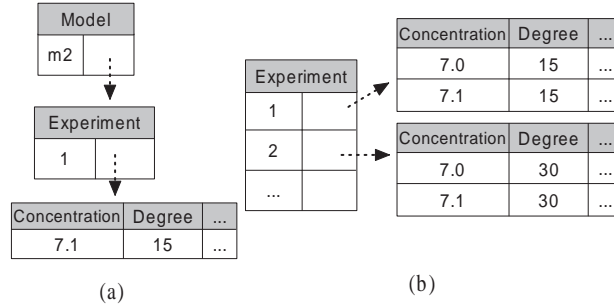 Model
m2
Experiment
1
Concentration Degree ...
7.1 15 ...
(a)
Experiment
1
2
...
Concentration Degree ...
7.0 15 ...
7.1 15 ...
Concentration Degree ...
7.0 30 ...
7.1 30 ...
(b)